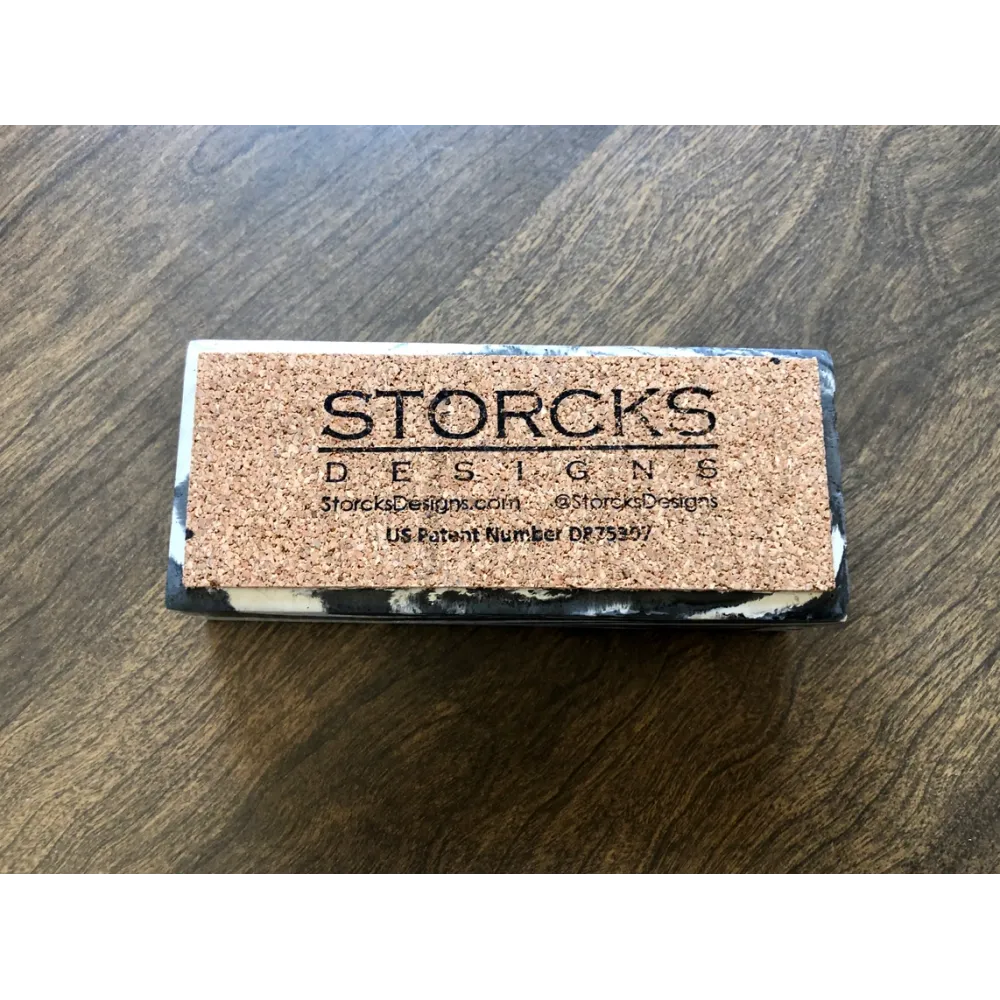 STORCKS
DESIGNS
StorcksDesigns.com @StorcksDesigns
US Patent Number